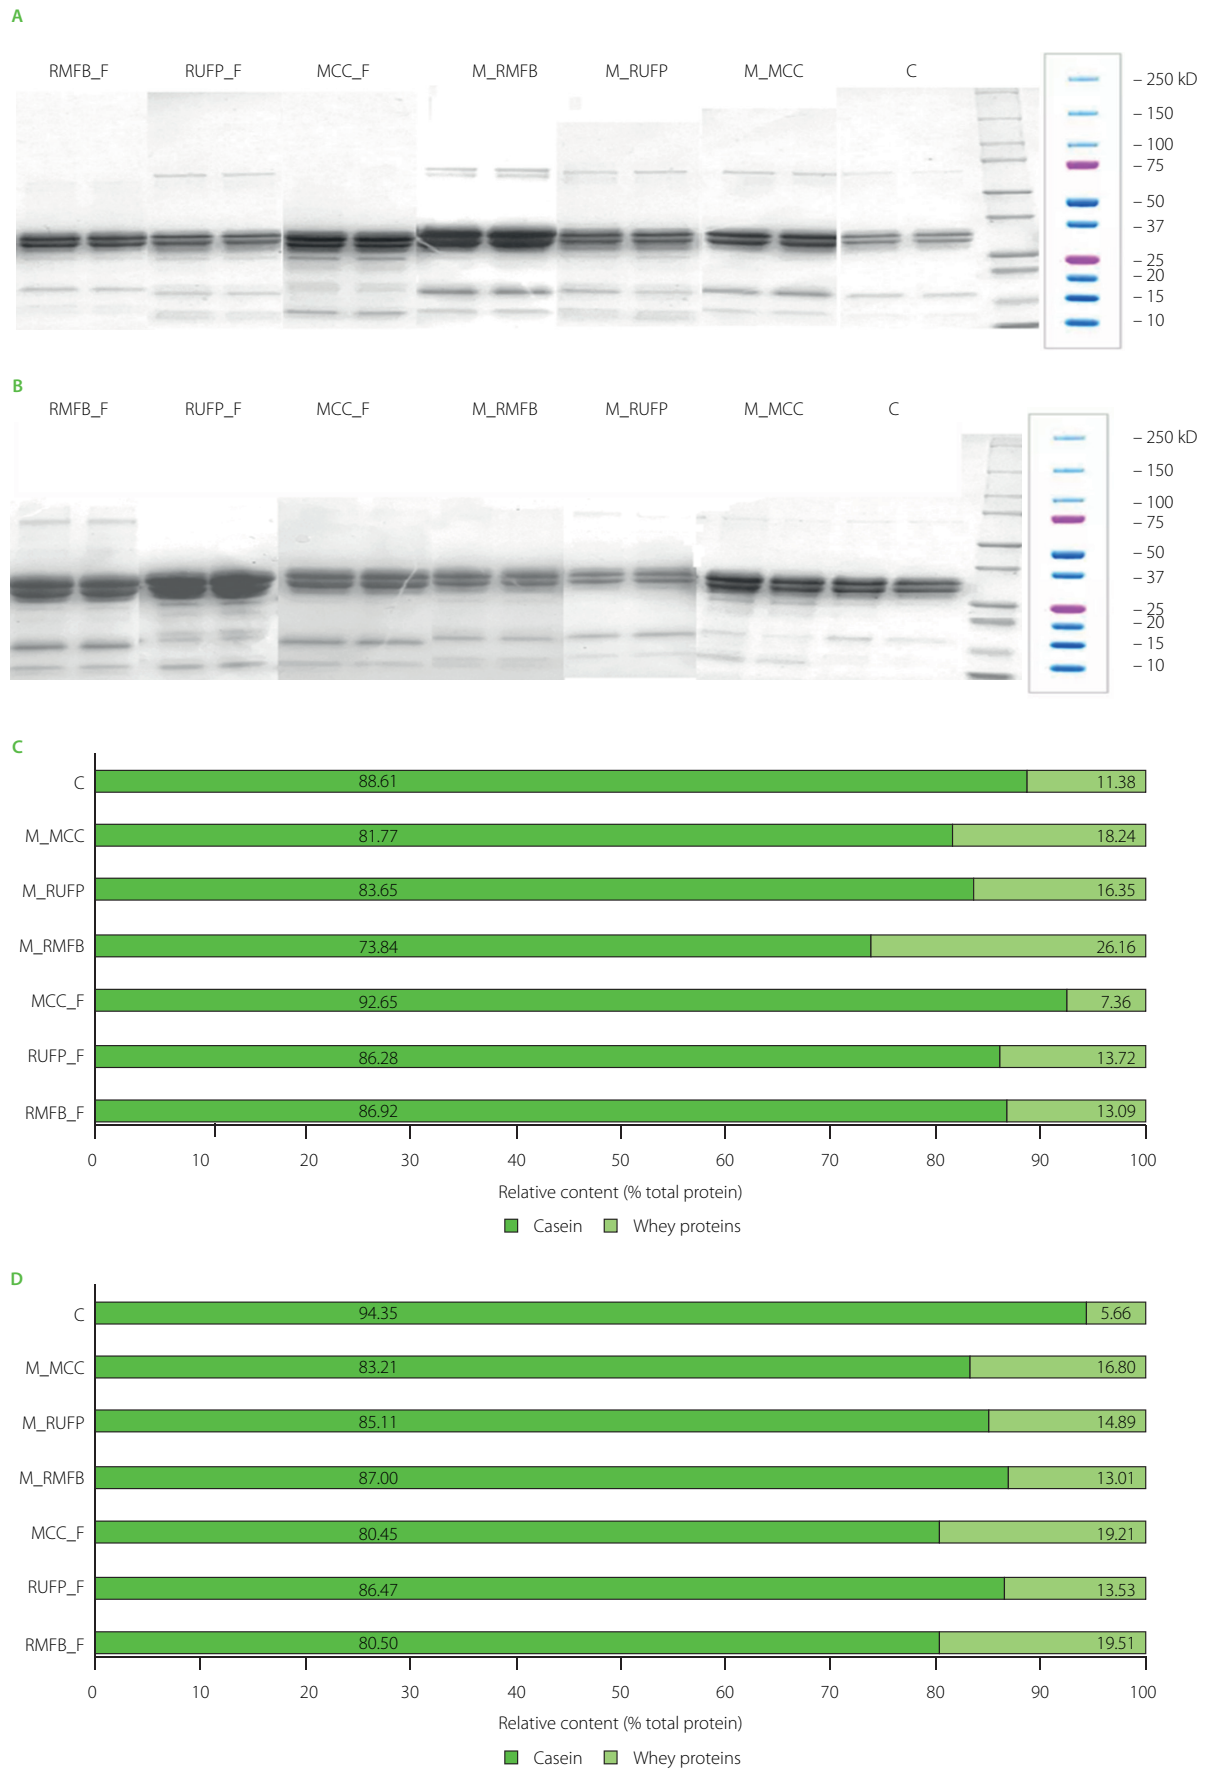 A
RMFB_F RUFP_F MCC_F M_RMFB M_RUFP M_MCC C
– 250 kD
– 150
– 100
– 75
– 50
– 37
– 25
– 20
– 15
– 10
B
RMFB_F RUFP_F MCC_F M_RMFB M_RUFP M_MCC C
– 250 kD
– 150
– 100
– 75
– 50
– 37
– 25
– 20
– 15
– 10
C
C 88.61 11.38
M_MCC 81.77 18.24
M_RUFP 83.65 16.35
M_RMFB 73.84 26.16
MCC_F 92.65 7.36
RUFP_F 86.28 13.72
RMFB_F 86.92 13.09
0 10 20 30 40 50 60 70 80 90 100
Relative content (% total protein)
Casein Whey proteins
D
C 94.35 5.66
M_MCC 83.21 16.80
M_RUFP 85.11 14.89
M_RMFB 87.00 13.01
MCC_F 80.45 19.21
RUFP_F 86.47 13.53
RMFB_F 80.50 19.51
0 10 20 30 40 50 60 70 80 90 100
Relative content (% total protein)
Casein Whey proteins